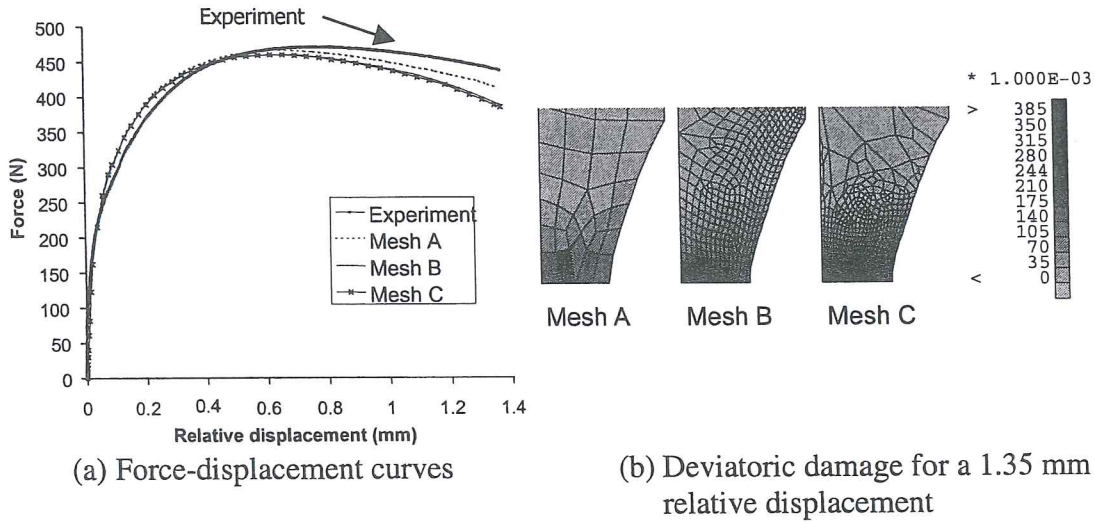 Experiment
500
450
400
350
300
250
200
150
100
50
0
Force (N)
0 0.2 0.4 0.6 0.8 1 1.2 1.4
Relative displacement (mm)
Experiment
Mesh A
Mesh B
Mesh C
(a) Force-displacement curves
* 1.000E-03
> 385
350
315
280
244
210
175
140
105
70
35
< 0
Mesh A Mesh B Mesh C
(b) Deviatoric damage for a 1.35 mm
relative displacement